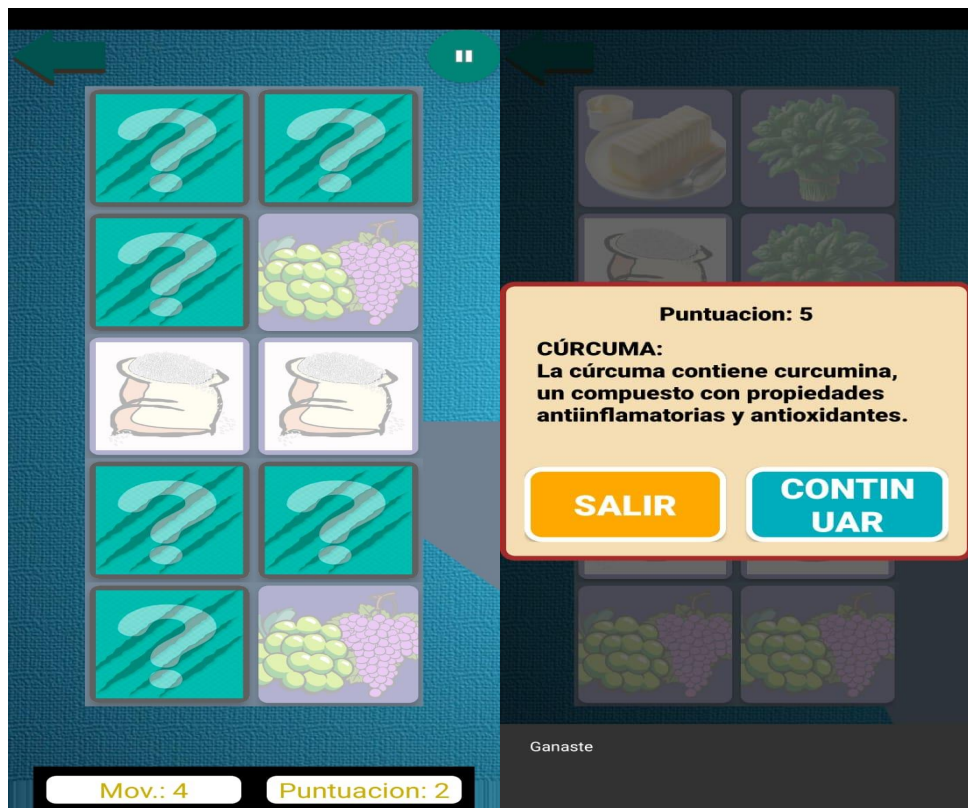 ?
?
?
?
?
?
Mov.: 4
Puntuacion: 2
Puntuacion: 5
CÚRCUMA:
La cúrcuma contiene curcumina,
un compuesto con propiedades
antiinflamatorias y antioxidantes.
SALIR
CONTIN
UAR
Ganaste